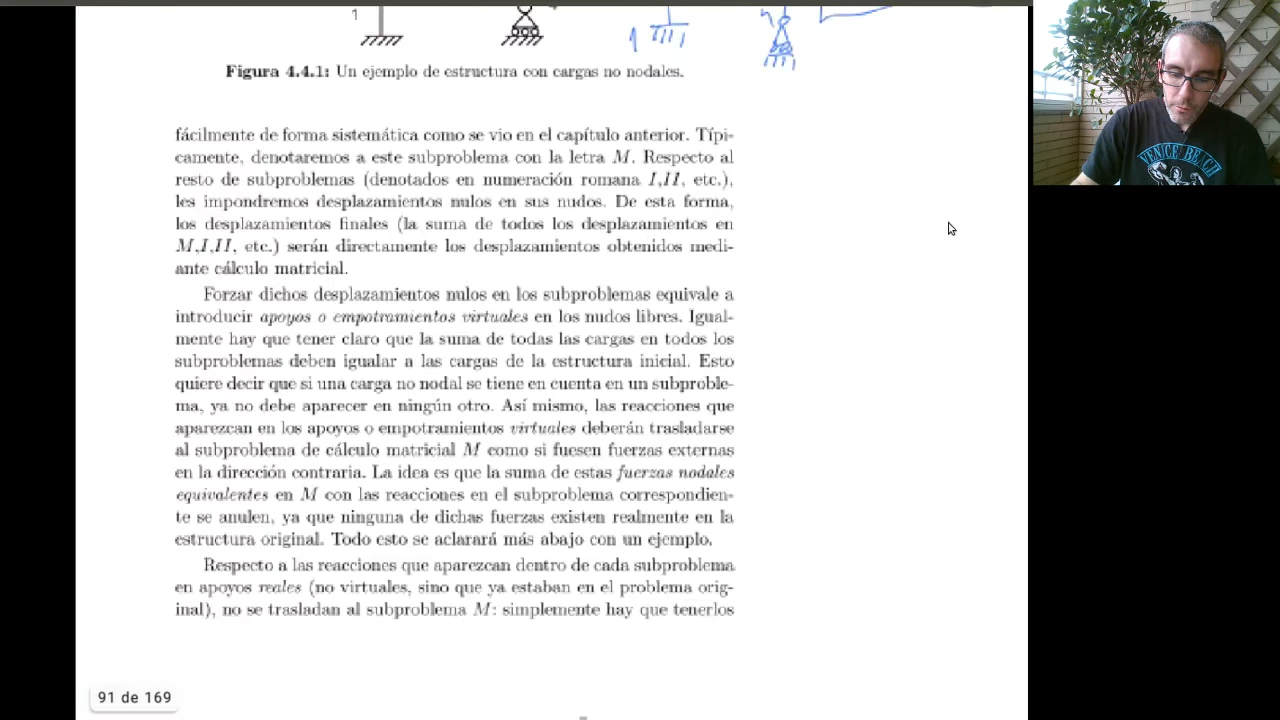 1
Figura 4.4.1: Un ejemplo de estructura con cargas no nodales.
fácilmente de forma sistemática como se vio en el capítulo anterior. Típi-
camente, denotaremos a este subproblema con la letra M. Respecto al
resto de subproblemas (denotados en numeración romana I,II, etc.),
les impondremos desplazamientos nulos en sus nudos. De esta forma,
los desplazamientos finales (la suma de todos los desplazamientos en
M,I,II, etc.) serán directamente los desplazamientos obtenidos medi-
ante cálculo matricial.
Forzar dichos desplazamientos nulos en los subproblemas equivale a
introducir apoyos o empotramientos virtuales en los nudos libres. Igual-
mente hay que tener claro que la suma de todas las cargas en todos los
subproblemas deben igualar a las cargas de la estructura inicial. Esto
quiere decir que si una carga no nodal se tiene en cuenta en un subproble-
ma, ya no debe aparecer en ningún otro. Así mismo, las reacciones que
aparezcan en los apoyos o empotramientos virtuales deberán trasladarse
al subproblema de cálculo matricial M como si fuesen fuerzas externas
en la dirección contraria. La idea es que la suma de estas fuerzas nodales
equivalentes en M con las reacciones en el subproblema correspondien-
te se anulen, ya que ninguna de dichas fuerzas existen realmente en la
estructura original. Todo esto se aclarará más abajo con un ejemplo.
Respecto a las reacciones que aparezcan dentro de cada subproblema
en apoyos reales (no virtuales, sino que ya estaban en el problema orig-
inal), no se trasladan al subproblema M: simplemente hay que tenerlos
91 de 169
VENICE BEACH